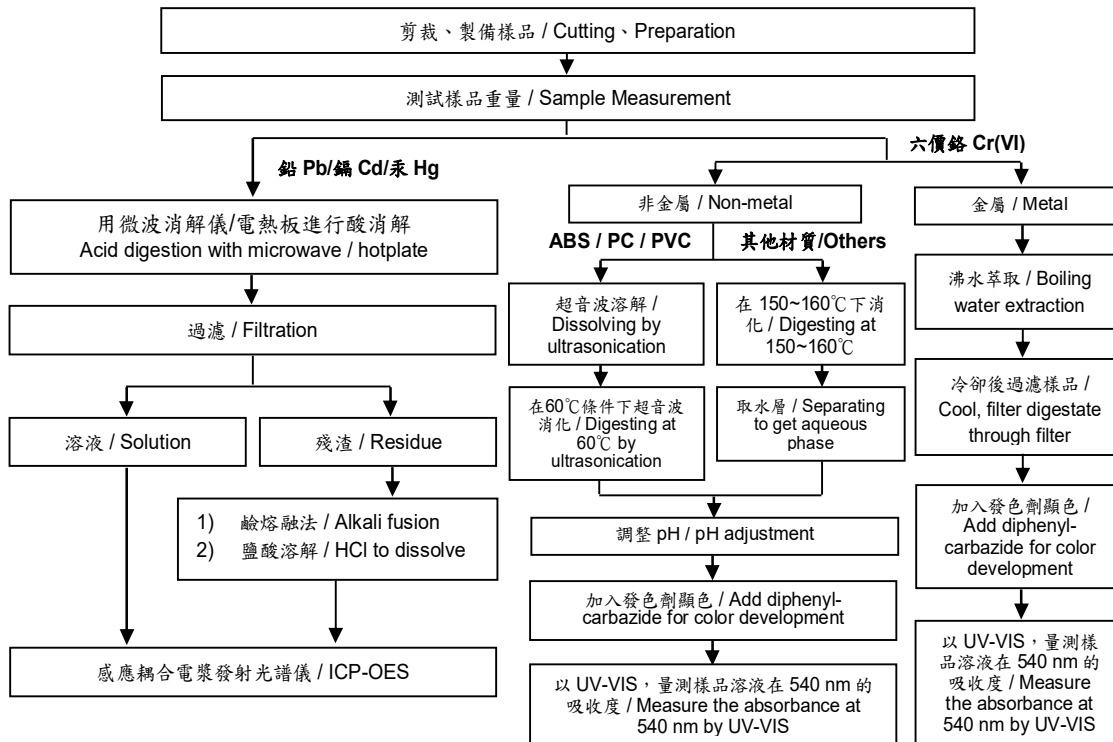 剪裁、製備樣品 / Cutting、Preparation
測試樣品重量 / Sample Measurement
鉛 Pb/鎘 Cd/汞 Hg
六價鉻 Cr(VI)
用微波消解儀/電熱板進行酸消解
Acid digestion with microwave / hotplate
過濾 / Filtration
溶液 / Solution
殘渣 / Residue
1) 鹼熔融法 / Alkali fusion
2) 鹽酸溶解 / HCl to dissolve
感應耦合電漿發射光譜儀 / ICP-OES
非金屬 / Non-metal
ABS / PC / PVC
其他材質/Others
超音波溶解 /
Dissolving by
ultrasonication
在60℃條件下超音波
消化 / Digesting at
60℃ by
ultrasonication
在 150~160℃下消
化 / Digesting at
150~160℃
取水層 / Separating
to get aqueous
phase
調整 pH / pH adjustment
加入發色劑顯色 / Add diphenyl-
carbazide for color development
以 UV-VIS，量測樣品溶液在 540 nm 的
吸收度 / Measure the absorbance at
540 nm by UV-VIS
金屬 / Metal
沸水萃取 / Boiling
water extraction
冷卻後過濾樣品 /
Cool, filter digestate
through filter
加入發色劑顯色 /
Add diphenyl-
carbazide for color
development
以 UV-VIS，量測樣
品溶液在 540 nm 的
吸收度 / Measure
the absorbance at
540 nm by UV-VIS